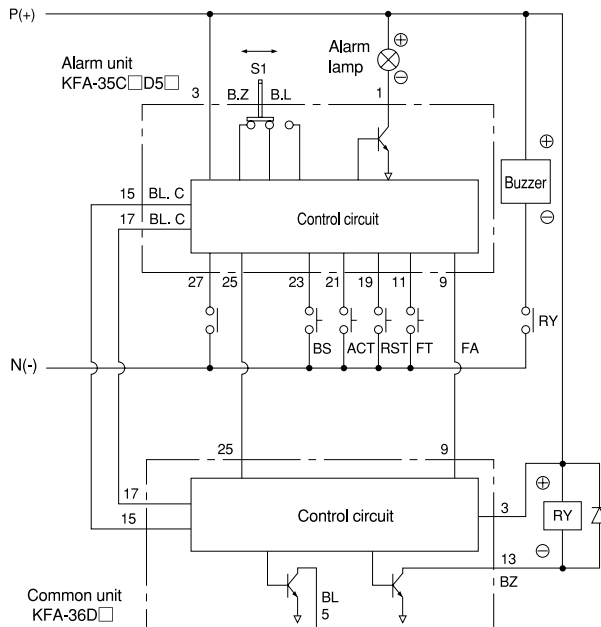 P(+)
Alarm unit
KFA-35C□D5□
S1
B.Z B.L
Alarm
lamp
⊕
⊖
3
1
⊕
Buzzer
⊖
15 BL. C
17 BL. C
Control circuit
27 25 23 21 19 11 9
BS ACT RST FT FA
RY
N(-)
25 9
17
15
Control circuit
3
⊕
RY
⊖
13
BZ
Common unit
KFA-36D□
BL
5